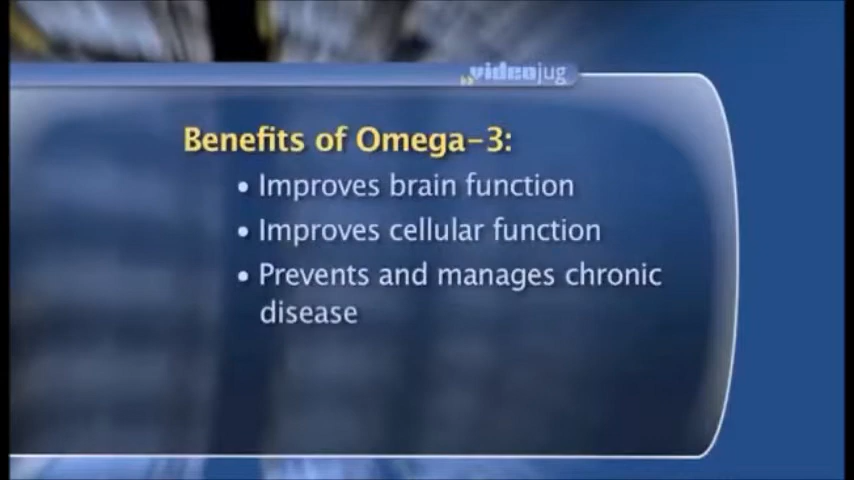 videojug
Benefits of Omega-3:
• Improves brain function
• Improves cellular function
• Prevents and manages chronic
disease